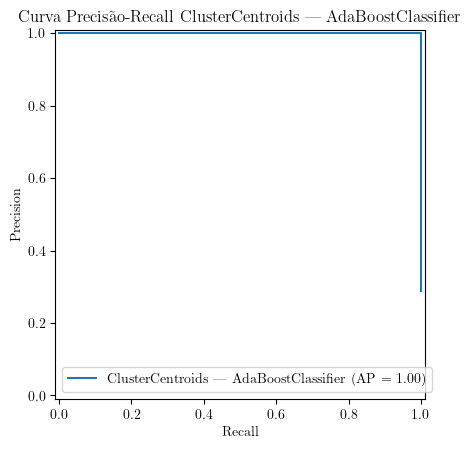 Curva Precisão-Recall ClusterCentroids — AdaBoostClassifier
1.0
0.8
0.6
0.4
0.2
0.0
Precision
ClusterCentroids — AdaBoostClassifier (AP = 1.00)
0.0 0.2 0.4 0.6 0.8 1.0
Recall